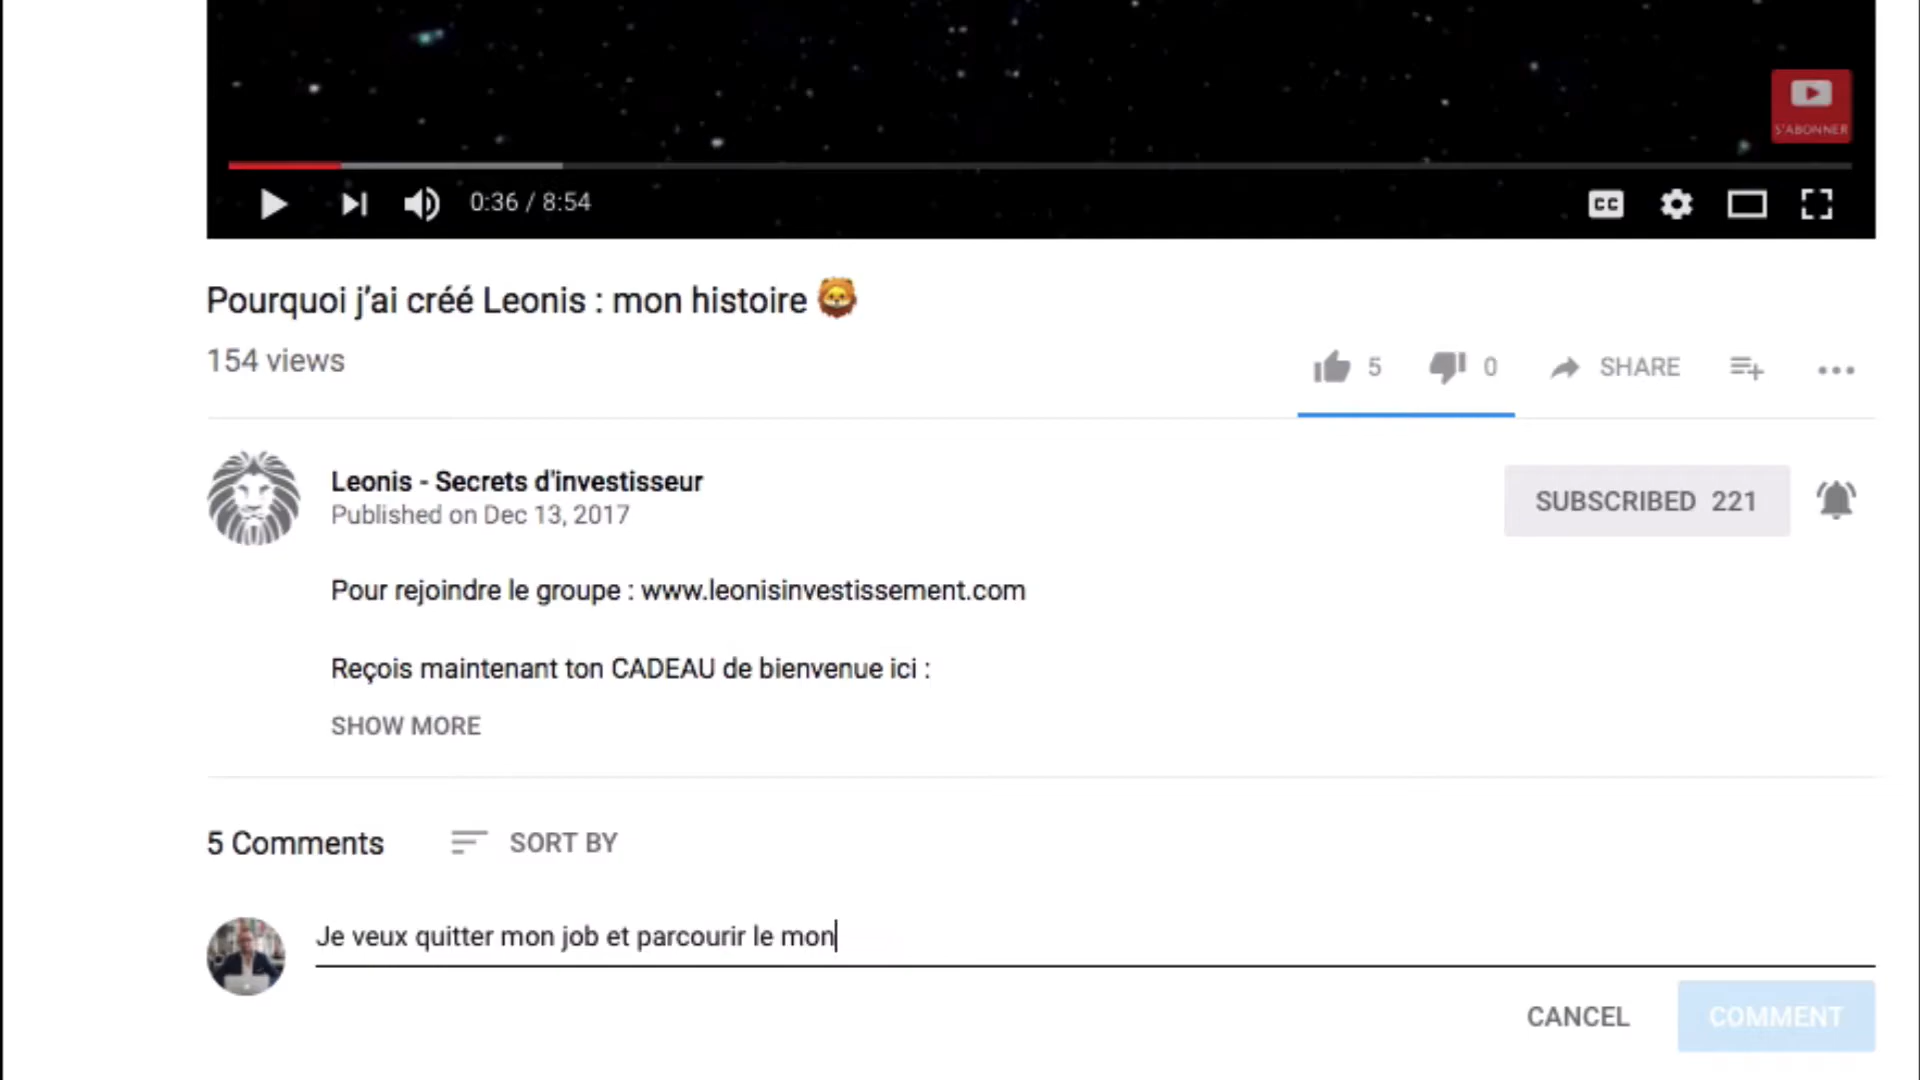 S'ABONNER
0:36 / 8:54
CC
Pourquoi j'ai créé Leonis : mon histoire 🦁
154 views
5 0 SHARE
Leonis - Secrets d'investisseur
Published on Dec 13, 2017
SUBSCRIBED 221
Pour rejoindre le groupe : www.leonisinvestissement.com
Reçois maintenant ton CADEAU de bienvenue ici :
SHOW MORE
5 Comments SORT BY
Je veux quitter mon job et parcourir le mon
CANCEL COMMENT